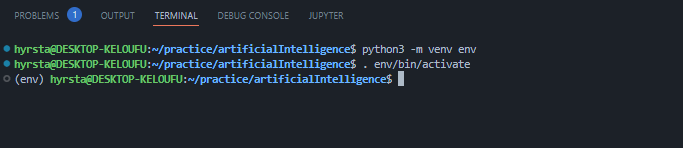 PROBLEMS 1 OUTPUT TERMINAL DEBUG CONSOLE JUPYTER
hyrsta@DESKTOP-KELOUFU:~/practice/artificialIntelligence$ python3 -m venv env
hyrsta@DESKTOP-KELOUFU:~/practice/artificialIntelligence$ . env/bin/activate
(env) hyrsta@DESKTOP-KELOUFU:~/practice/artificialIntelligence$